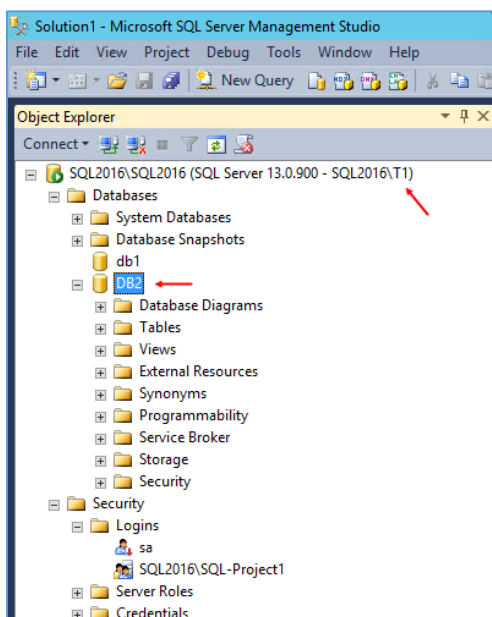 Solution1 - Microsoft SQL Server Management Studio
File Edit View Project Debug Tools Window Help
New Query
Object Explorer
Connect
SQL2016\SQL2016 (SQL Server 13.0.900 - SQL2016\T1)
Databases
System Databases
Database Snapshots
db1
DB2
Database Diagrams
Tables
Views
External Resources
Synonyms
Programmability
Service Broker
Storage
Security
Security
Logins
sa
SQL2016\SQL-Project1
Server Roles
Credentials